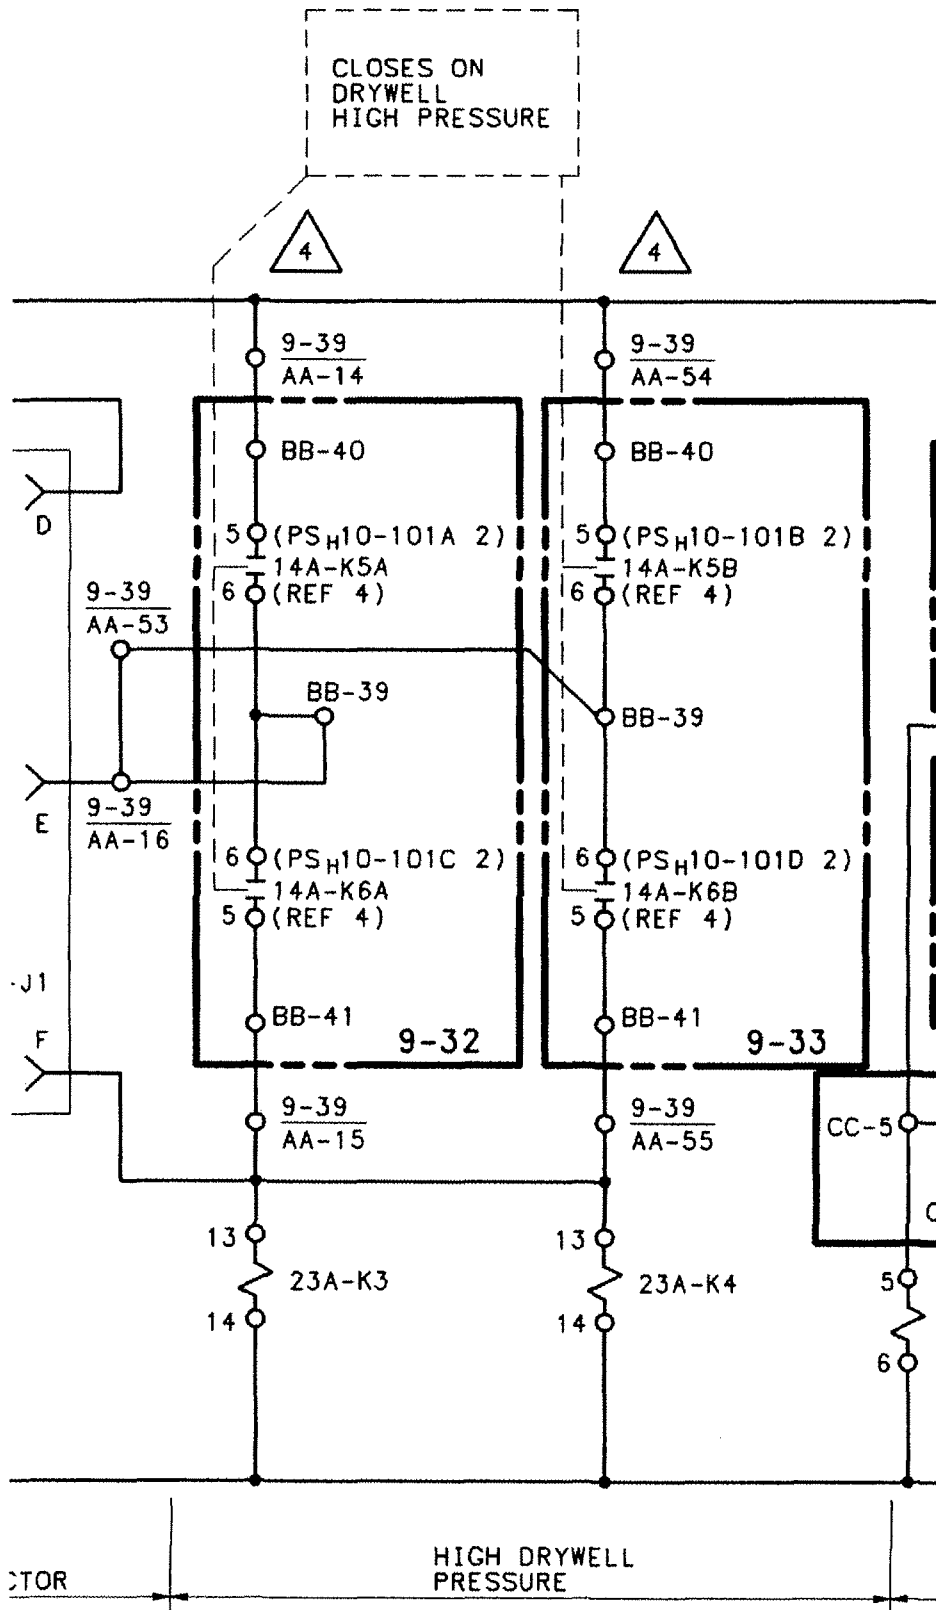 CLOSES ON
DRYWELL
HIGH PRESSURE
4
4
9-39
AA-14
9-39
AA-54
BB-40
BB-40
D
5 (PSH10-101A 2)
14A-K5A
6 (REF 4)
5 (PSH10-101B 2)
14A-K5B
6 (REF 4)
9-39
AA-53
BB-39
BB-39
E
9-39
AA-16
6 (PSH10-101C 2)
14A-K6A
5 (REF 4)
6 (PSH10-101D 2)
14A-K6B
5 (REF 4)
-J1
F
BB-41
9-32
BB-41
9-33
9-39
AA-15
9-39
AA-55
CC-5
13
23A-K3
14
13
23A-K4
14
5
6
HIGH DRYWELL
PRESSURE
CTOR